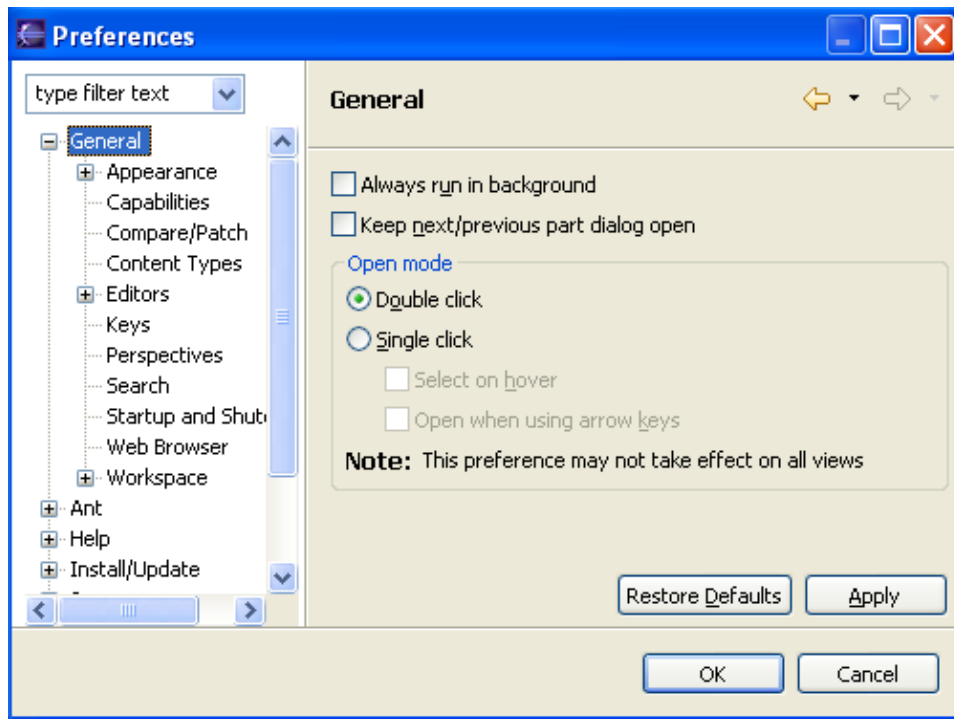 Preferences
type filter text
General
Appearance
Capabilities
Compare/Patch
Content Types
Editors
Keys
Perspectives
Search
Startup and
Web Browser
Workspace
Ant
Help
Install/Update
General
Always run in background
Keep next/previous part dialog open
Open mode
Double click
Single click
Select on hover
Open when using arrow keys
Note: This preference may not take effect on all views
Restore Defaults Apply
OK Cancel